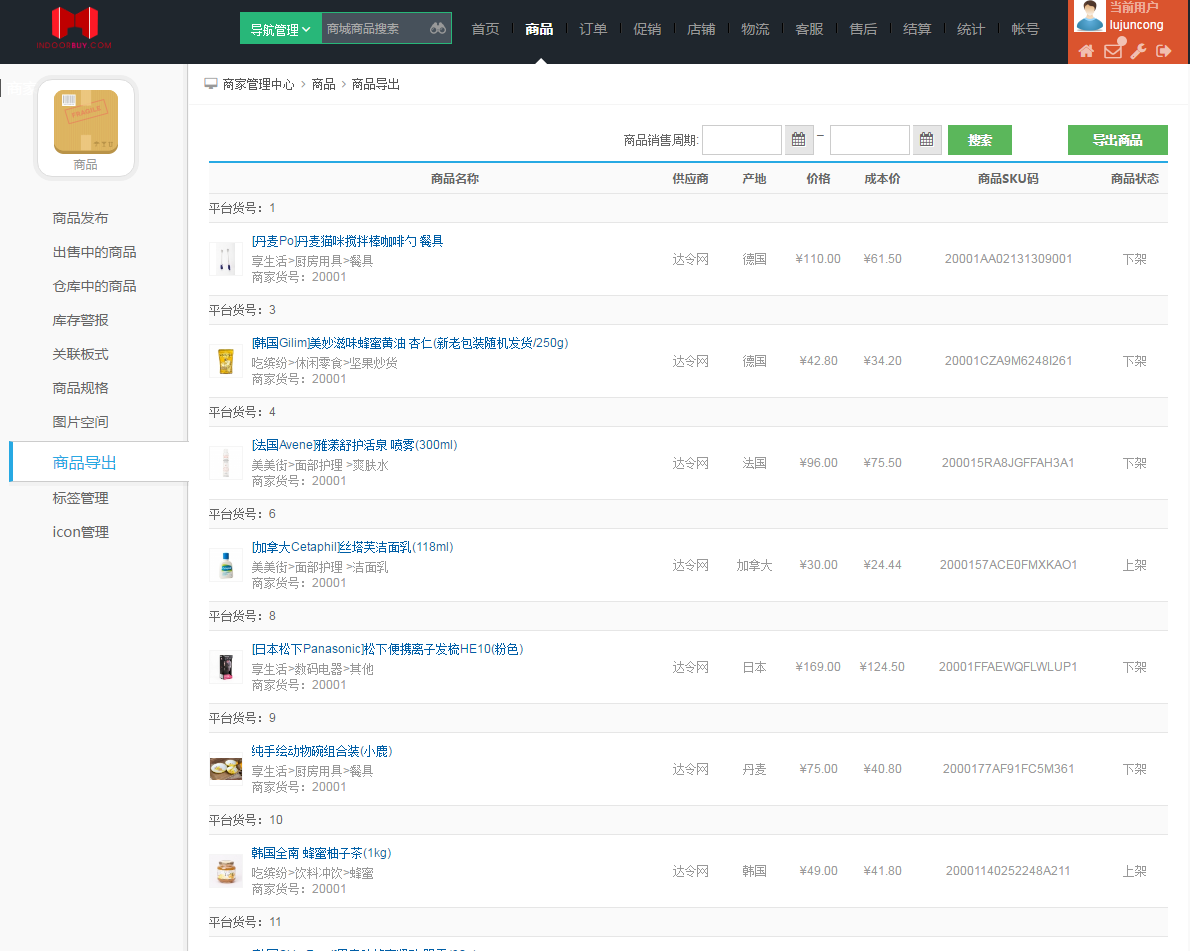 INDOORBUY.COM
导航管理 商城商品搜索 首页 商品 订单 促销 店铺 物流 客服 售后 结算 统计 帐号
当前用户
lujuncong
商家管理中心 > 商品 > 商品导出
商品
商品发布
出售中的商品
仓库中的商品
库存警报
关联板式
商品规格
图片空间
商品导出
标签管理
icon管理
商品销售周期: – 搜索 导出商品
商品名称 供应商 产地 价格 成本价 商品SKU码 商品状态
平台货号：1
[丹麦Po]丹麦猫咪搅拌棒咖啡勺 餐具
享生活>厨房用具>餐具
商家货号：20001
达令网 德国 ¥110.00 ¥61.50 20001AA02131309001 下架
平台货号：3
[韩国Gilim]美妙滋味蜂蜜黄油 杏仁(新老包装随机发货/250g)
吃缤纷>休闲零食>坚果炒货
商家货号：20001
达令网 德国 ¥42.80 ¥34.20 20001CZA9M6248I261 下架
平台货号：4
[法国Avene]雅漾舒护活泉 喷雾(300ml)
美美街>面部护理 >爽肤水
商家货号：20001
达令网 法国 ¥96.00 ¥75.50 200015RA8JGFFAH3A1 下架
平台货号：6
[加拿大Cetaphil]丝塔芙洁面乳(118ml)
美美街>面部护理 >洁面乳
商家货号：20001
达令网 加拿大 ¥30.00 ¥24.44 2000157ACE0FMXKAO1 上架
平台货号：8
[日本松下Panasonic]松下便携离子发梳HE10(粉色)
享生活>数码电器>其他
商家货号：20001
达令网 日本 ¥169.00 ¥124.50 20001FFAEWQFLWLUP1 下架
平台货号：9
纯手绘动物碗组合装(小鹿)
享生活>厨房用具>餐具
商家货号：20001
达令网 丹麦 ¥75.00 ¥40.80 2000177AF91FC5M361 下架
平台货号：10
韩国全南 蜂蜜柚子茶(1kg)
吃缤纷>饮料冲饮>蜂蜜
商家货号：20001
达令网 韩国 ¥49.00 ¥41.80 20001140252248A211 上架
平台货号：11